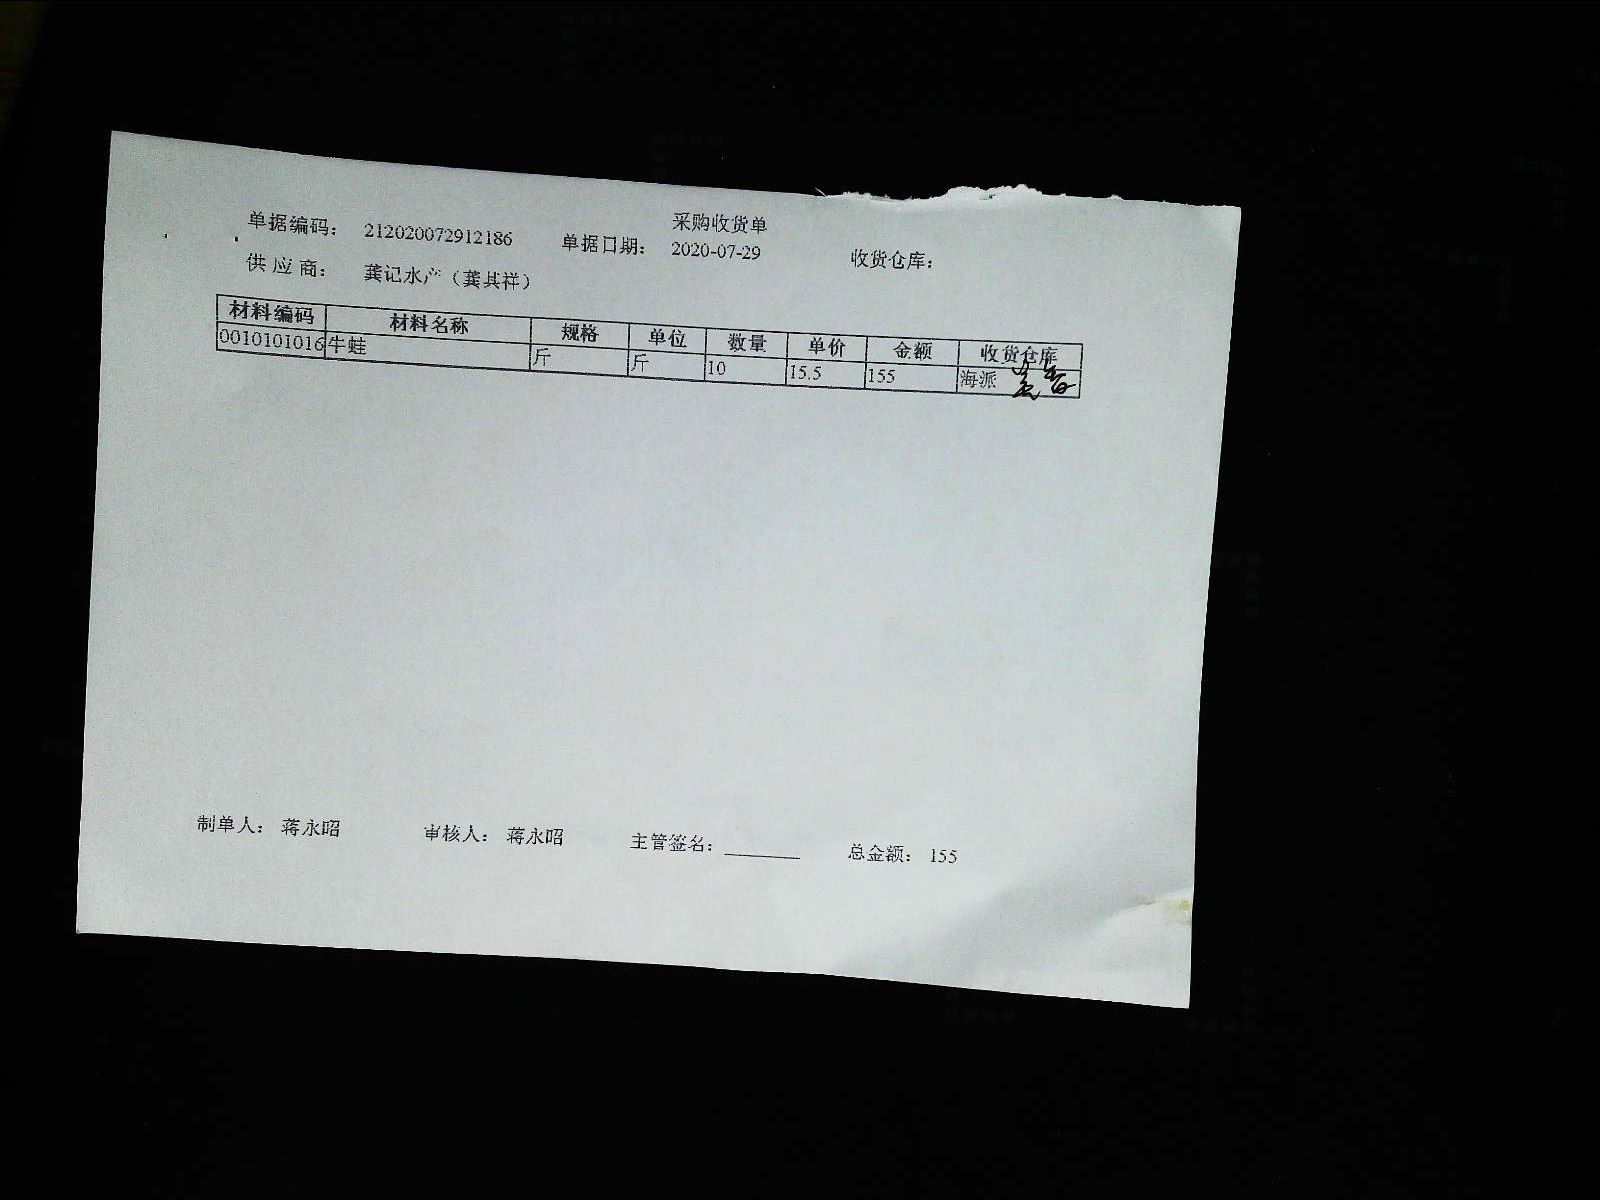 采购收货单
单据编码： 212020072912186 单据日期： 2020-07-29 收货仓库：
供 应 商： 龚记水产（龚其祥）
材料编码 材料名称 规格 单位 数量 单价 金额 收货仓库
0010101016 牛蛙 斤 斤 10 15.5 155 海派
制单人： 蒋永昭 审核人： 蒋永昭 主管签名： 总金额： 155